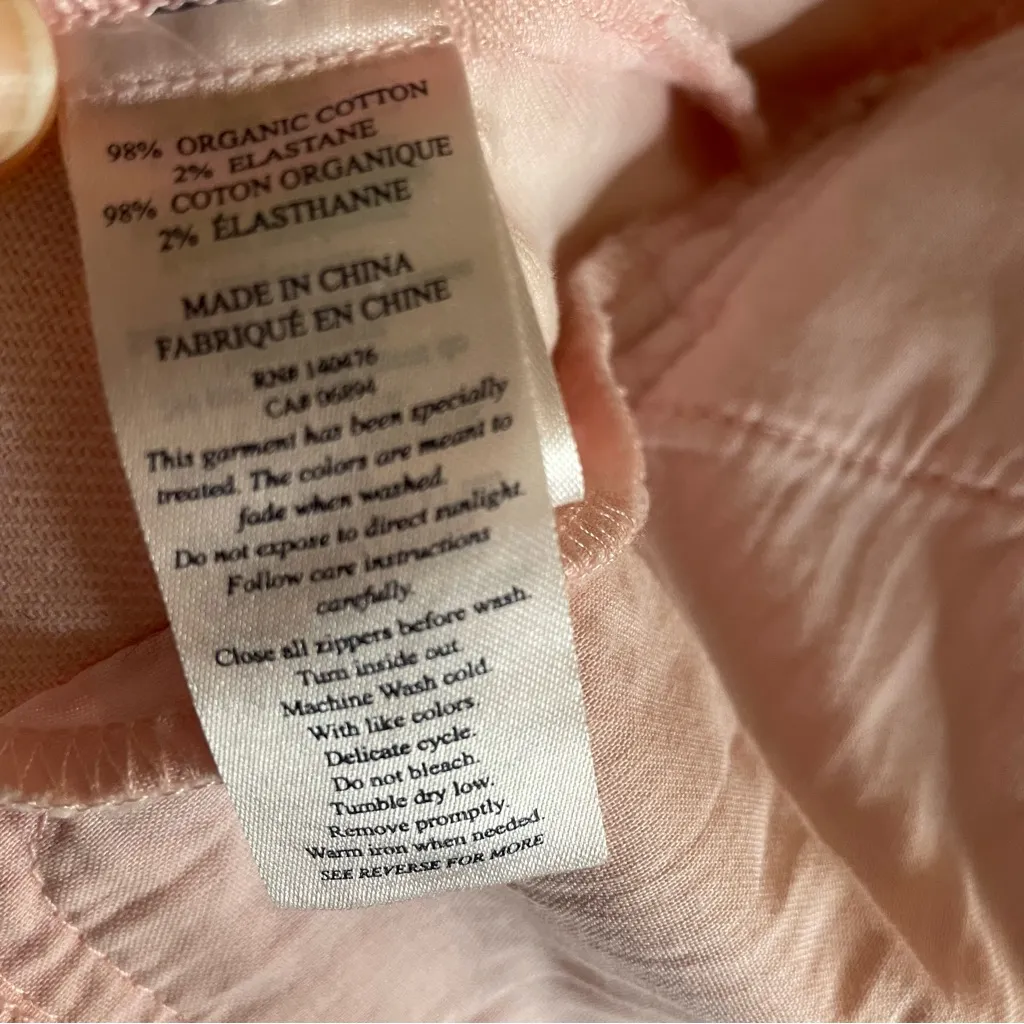 98% ORGANIC COTTON
2% ELASTANE
98% COTON ORGANIQUE
2% ÉLASTHANNE
MADE IN CHINA
FABRIQUÉ EN CHINE
RN# 140476
CA# 06894
This garment has been specially
treated. The colors are meant to
fade when washed.
Do not expose to direct sunlight.
Follow care instructions
carefully.
Close all zippers before wash.
Turn inside out.
Machine Wash cold.
With like colors.
Delicate cycle.
Do not bleach.
Tumble dry low.
Remove promptly.
Warm iron when needed.
SEE REVERSE FOR MORE